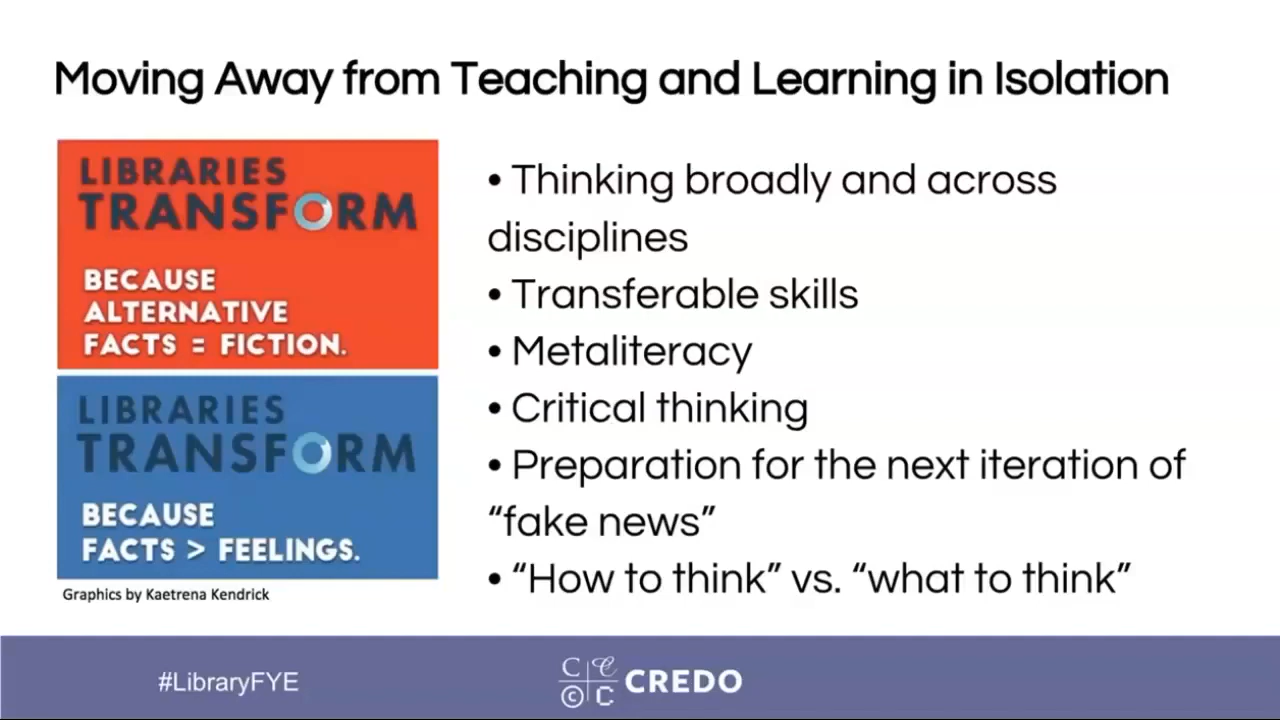 Moving Away from Teaching and Learning in Isolation
LIBRARIES
TRANSFORM
BECAUSE
ALTERNATIVE
FACTS = FICTION.
LIBRARIES
TRANSFORM
BECAUSE
FACTS > FEELINGS.
Graphics by Kaetrena Kendrick
• Thinking broadly and across
disciplines
• Transferable skills
• Metaliteracy
• Critical thinking
• Preparation for the next iteration of
“fake news”
• “How to think” vs. “what to think”
#LibraryFYE
C C
© C
CREDO